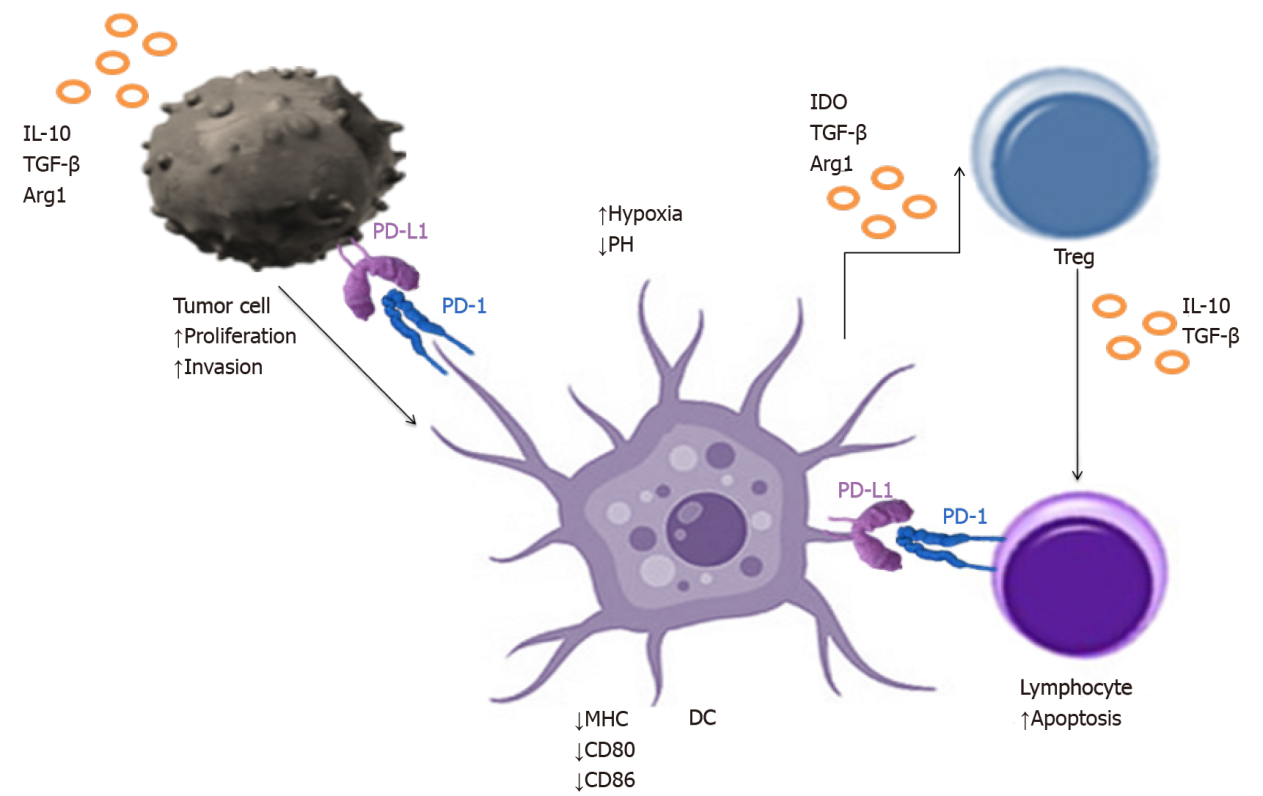 IL-10
TGF-β
Arg1
PD-L1
PD-1
Tumor cell
↑Proliferation
↑Invasion
↑Hypoxia
↓PH
IDO
TGF-β
Arg1
Treg
IL-10
TGF-β
PD-L1
PD-1
Lymphocyte
↑Apoptosis
↓MHC
↓CD80
↓CD86
DC